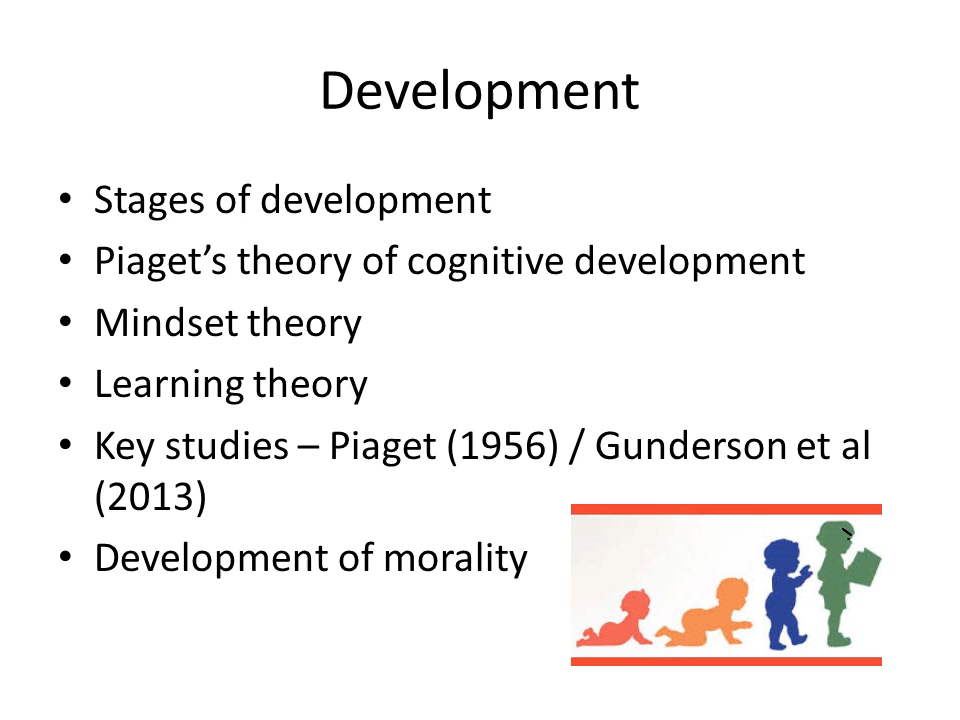 Development
• Stages of development
• Piaget’s theory of cognitive development
• Mindset theory
• Learning theory
• Key studies – Piaget (1956) / Gunderson et al
(2013)
• Development of morality